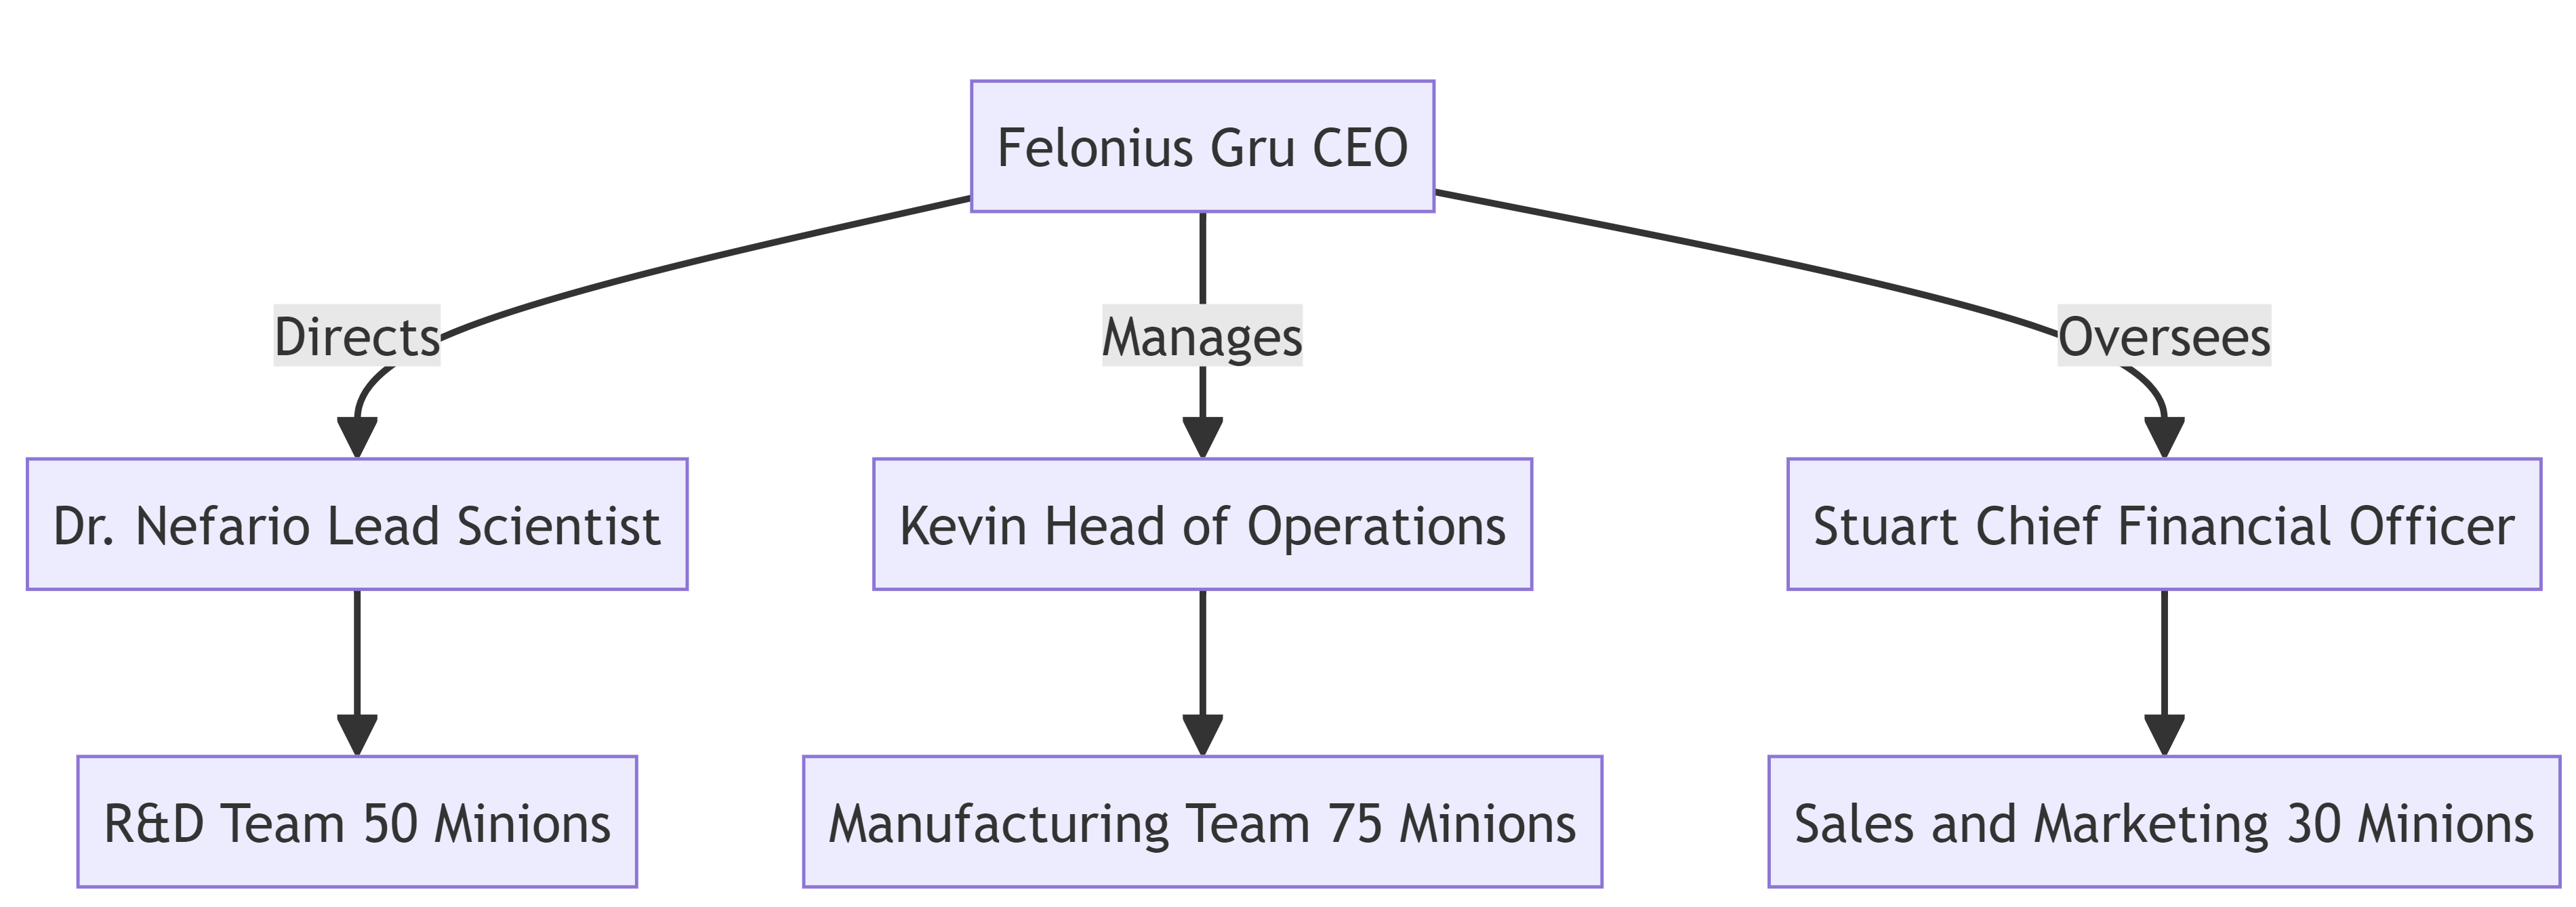 Felonius Gru CEO
Directs
Manages
Oversees
Dr. Nefario Lead Scientist
Kevin Head of Operations
Stuart Chief Financial Officer
R&D Team 50 Minions
Manufacturing Team 75 Minions
Sales and Marketing 30 Minions